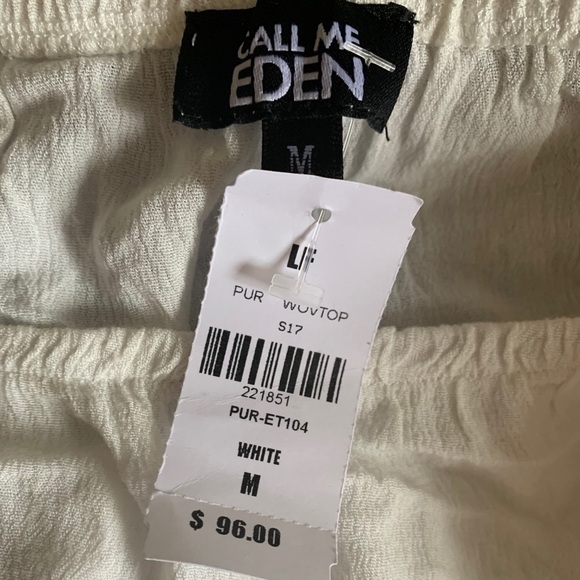 CALL ME
EDEN
M
LF
PUR WOVTOP
S17
221851
PUR-ET104
WHITE
M
$ 96.00